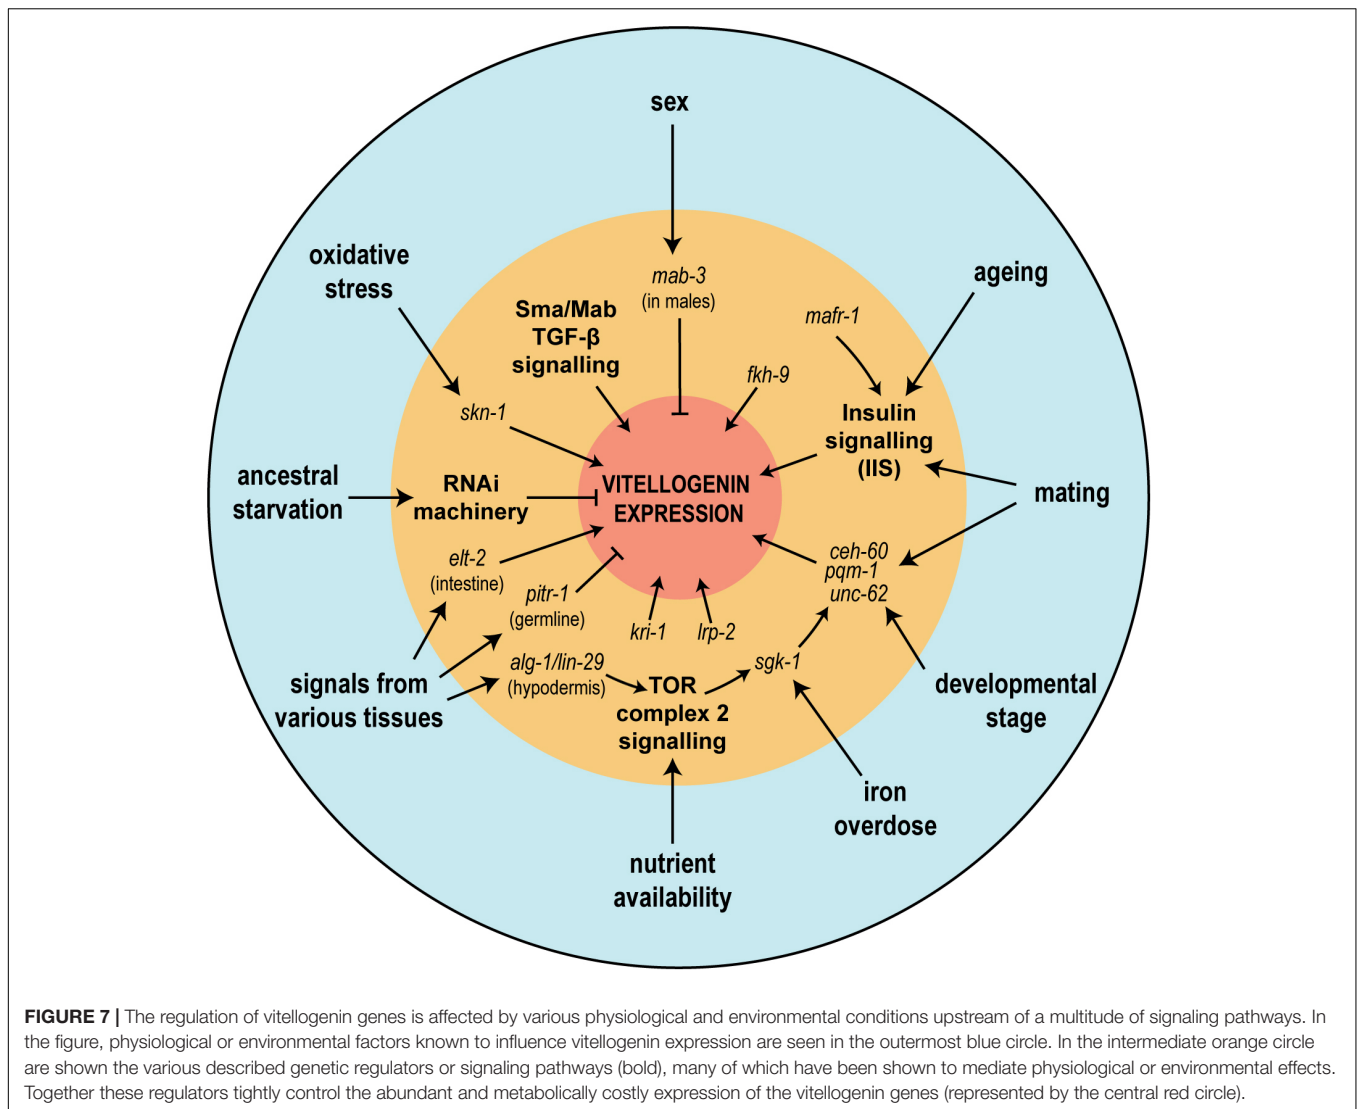 sex
oxidative
stress
ageing
mab-3
(in males)
mafr-1
Sma/Mab
TGF-β
signalling
fkh-9
skn-1
Insulin
signalling
(IIS)
ancestral
starvation
RNAi
machinery
VITELLOGENIN
EXPRESSION
mating
elt-2
(intestine)
ceh-60
pqm-1
unc-62
pitr-1
(germline)
kri-1
lrp-2
sgk-1
alg-1/lin-29
(hypodermis)
TOR
complex 2
signalling
signals from
various tissues
developmental
stage
iron
overdose
nutrient
availability
FIGURE 7 | The regulation of vitellogenin genes is affected by various physiological and environmental conditions upstream of a multitude of signaling pathways. In
the figure, physiological or environmental factors known to influence vitellogenin expression are seen in the outermost blue circle. In the intermediate orange circle
are shown the various described genetic regulators or signaling pathways (bold), many of which have been shown to mediate physiological or environmental effects.
Together these regulators tightly control the abundant and metabolically costly expression of the vitellogenin genes (represented by the central red circle).